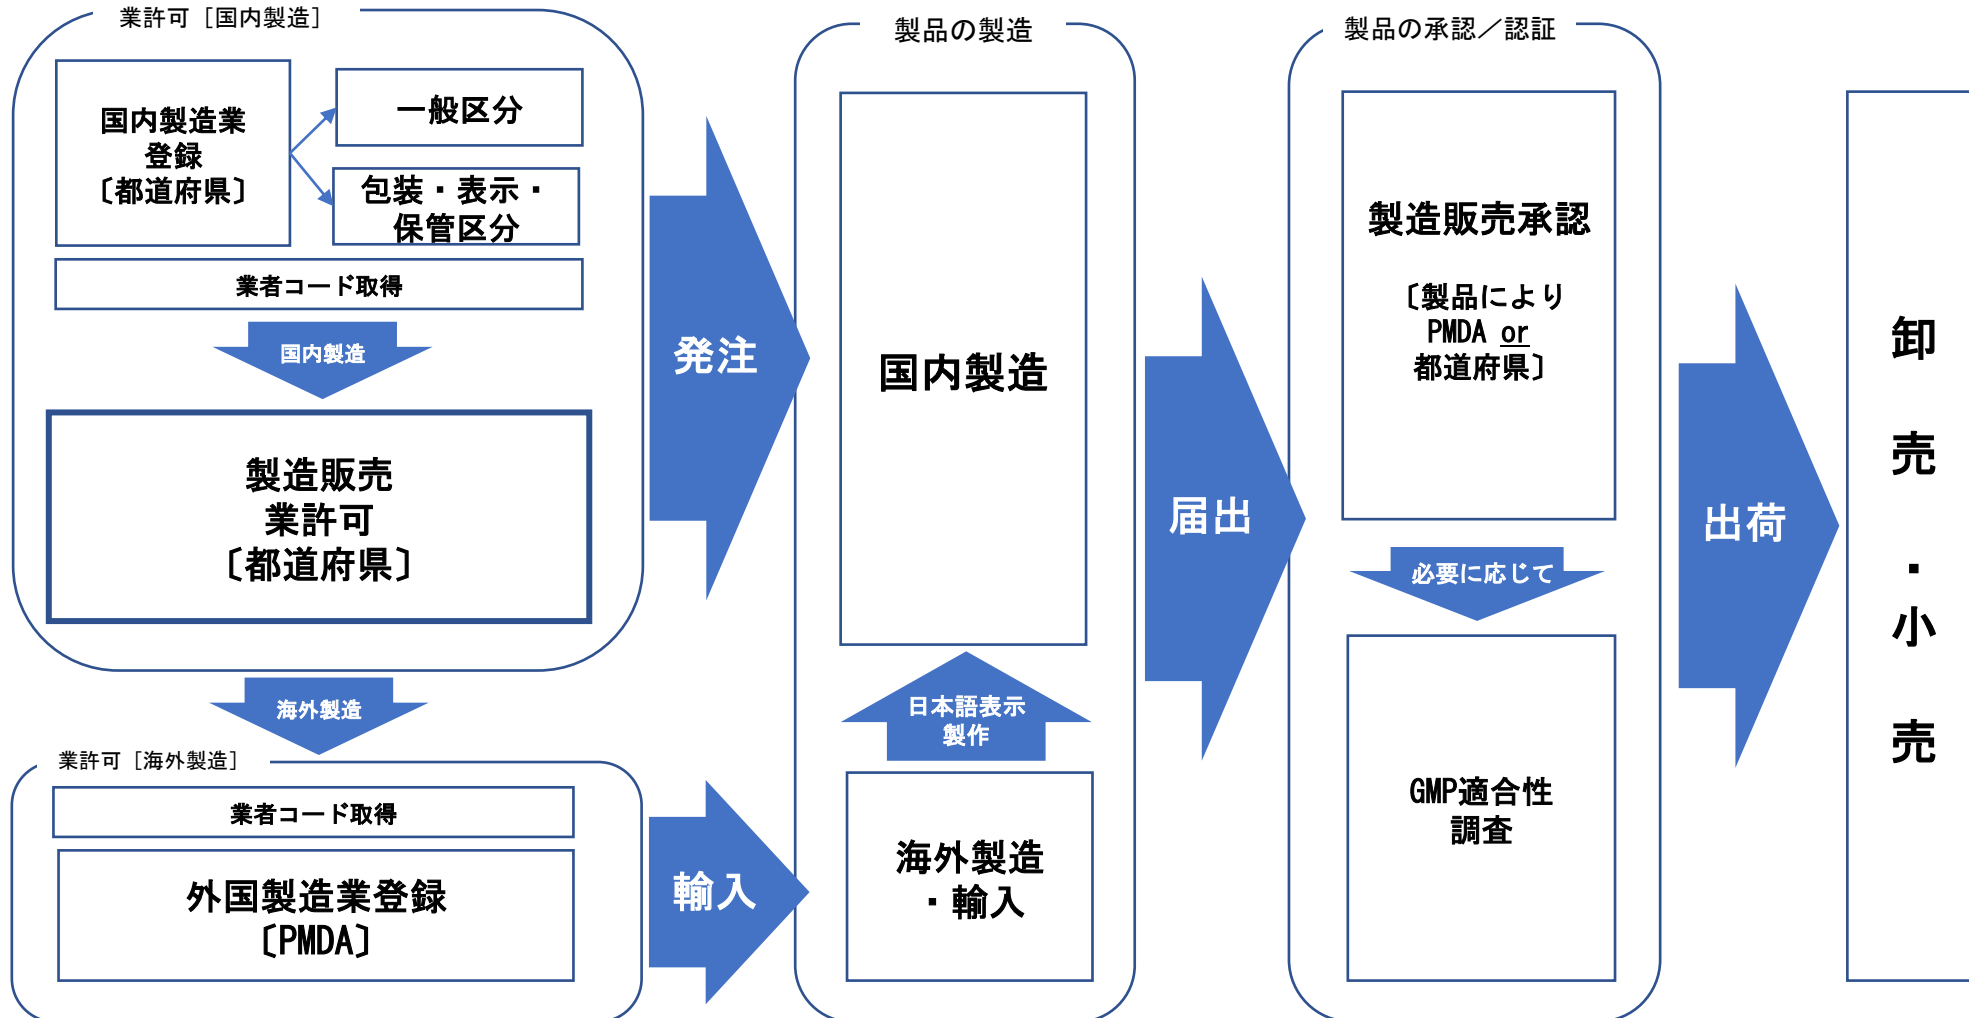 業許可［国内製造］
国内製造業
登録
〔都道府県〕
一般区分
包装・表示・
保管区分
業者コード取得
国内製造
製造販売
業許可
〔都道府県〕
海外製造
業許可［海外製造］
業者コード取得
外国製造業登録
〔PMDA〕
発注
輸入
製品の製造
国内製造
日本語表示
製作
海外製造
・輸入
届出
製品の承認／認証
製造販売承認
〔製品により
PMDA or
都道府県〕
必要に応じて
GMP適合性
調査
出荷
卸売・小売